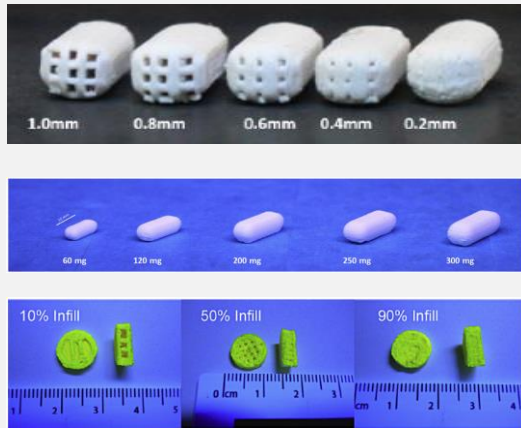 1.0mm 0.8mm 0.6mm 0.4mm 0.2mm
60 mg 120 mg 200 mg 250 mg 300 mg
10% Infill 50% Infill 90% Infill
1 2 3 4 5
0 cm 1 2 3
cm 1 2 3 4